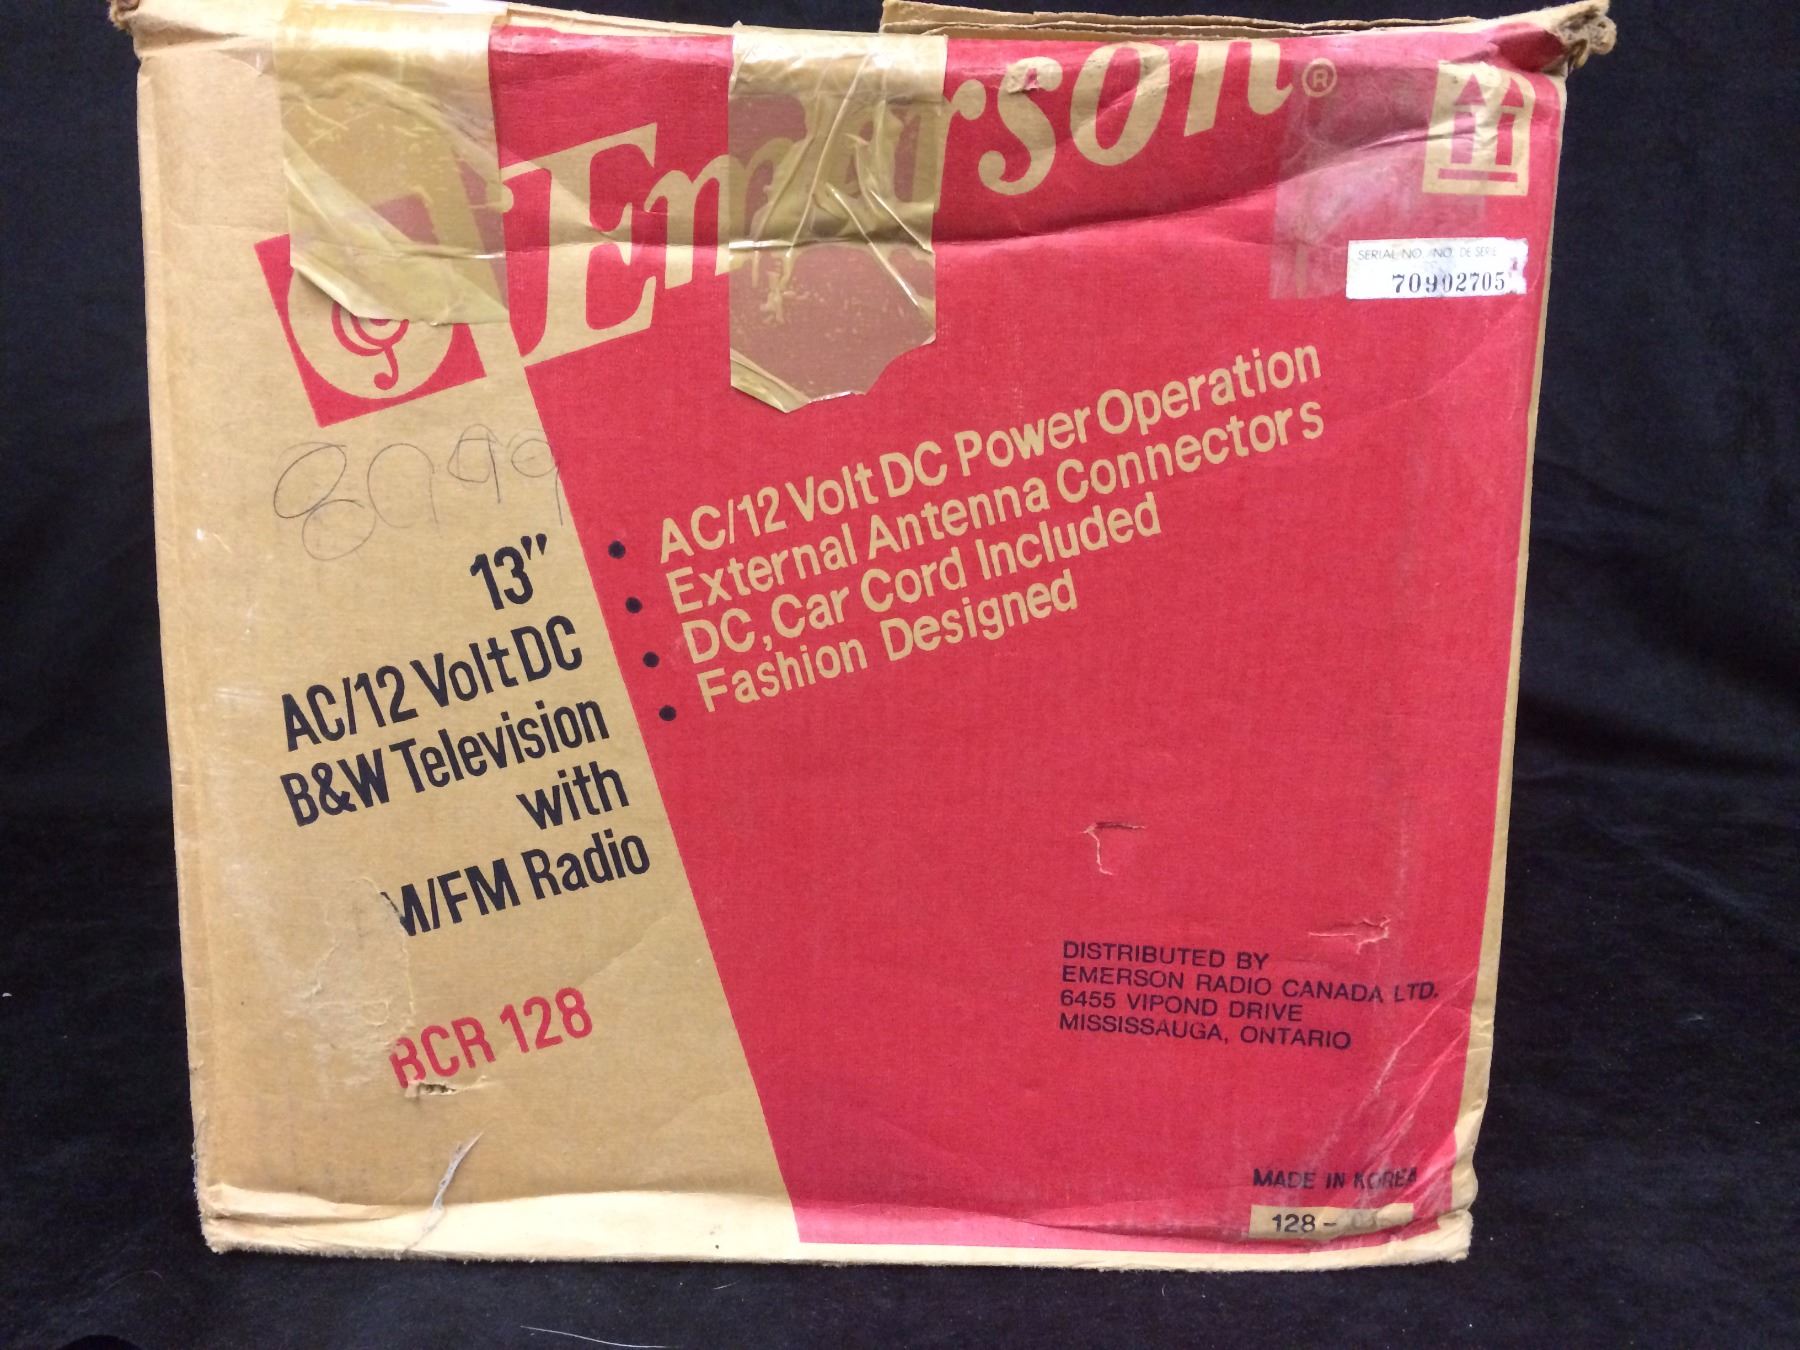 Emerson®
SERIAL NO. /NO. DE SERIE
70902705
AC/12 Volt DC Power Operation
External Antenna Connectors
DC, Car Cord Included
Fashion Designed
13"
AC/12 Volt DC
B&W Television
with
M/FM Radio
BCR 128
DISTRIBUTED BY
EMERSON RADIO CANADA LTD.
6455 VIPOND DRIVE
MISSISSAUGA, ONTARIO
MADE IN KOREA
128 -